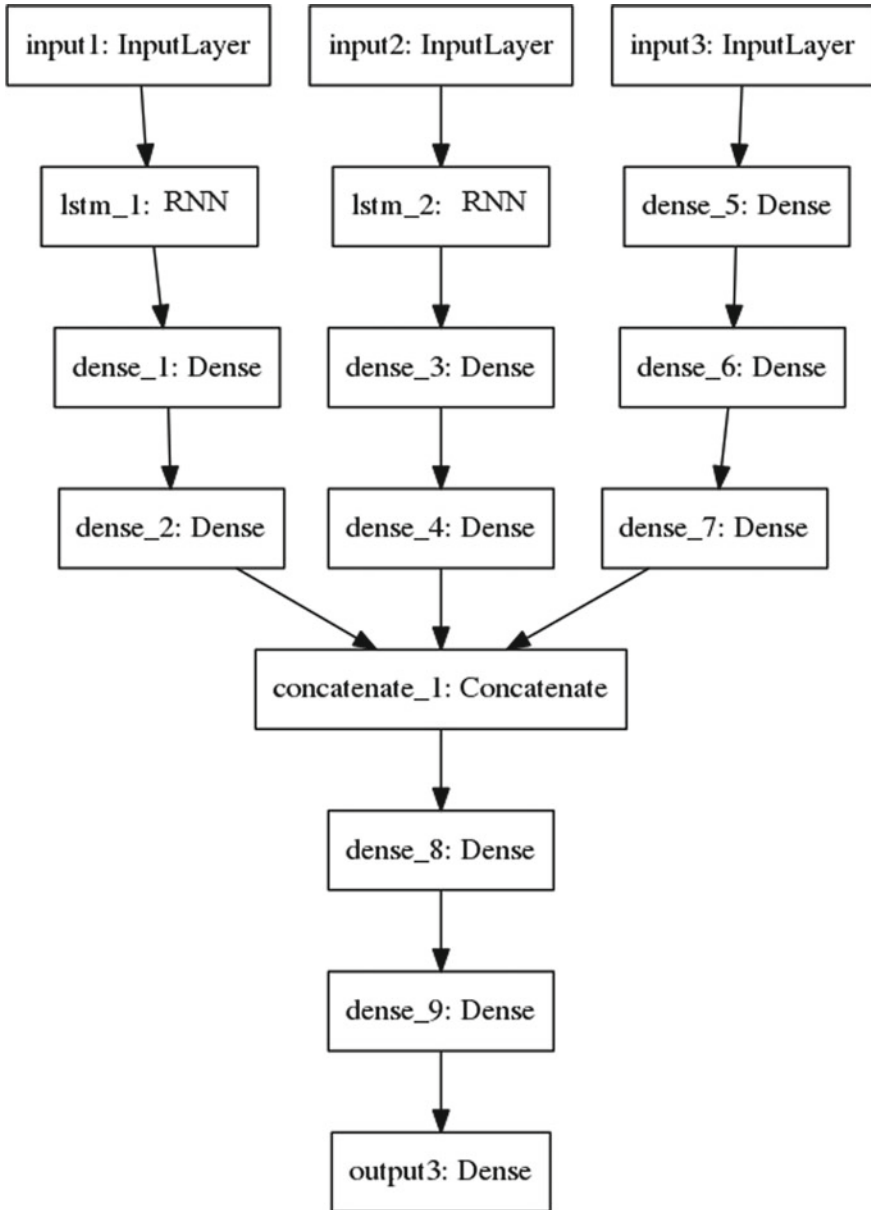 input1: InputLayer
input2: InputLayer
input3: InputLayer
lstm_1: RNN
lstm_2: RNN
dense_5: Dense
dense_1: Dense
dense_3: Dense
dense_6: Dense
dense_2: Dense
dense_4: Dense
dense_7: Dense
concatenate_1: Concatenate
dense_8: Dense
dense_9: Dense
output3: Dense